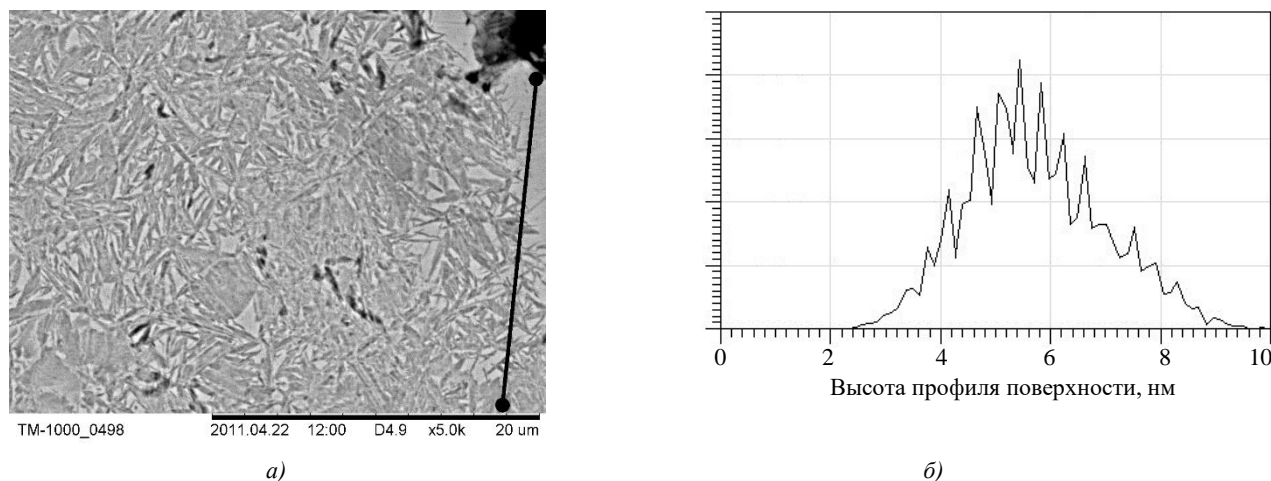 TM-1000_0498 2011.04.22 12:00 D4.9 x5.0k 20 um
а)
0 2 4 6 8 10
Высота профиля поверхности, нм
б)